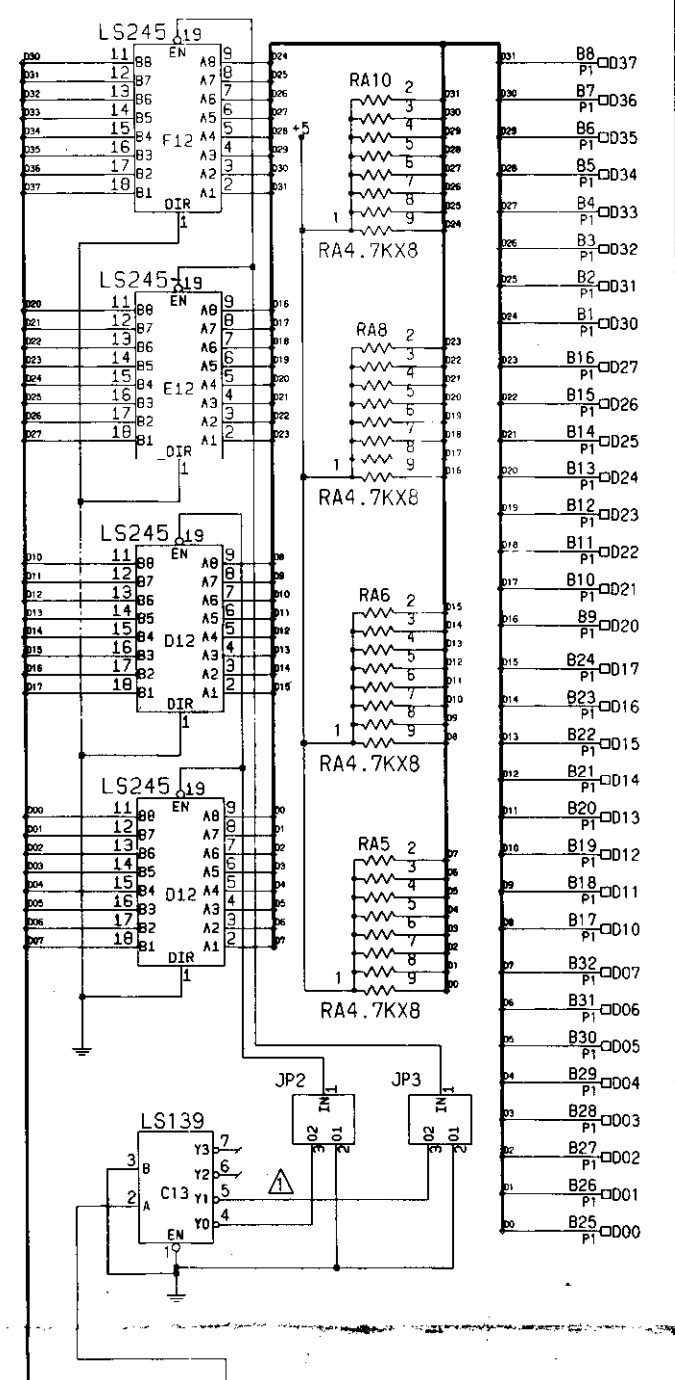 LS245 19
EN
D30 11 B8 A8 9 D24
D31 12 B7 A7 8 D25
D32 13 B6 A6 7 D26
D33 14 B5 A5 6 D27
D34 15 B4 A4 5 D28
D35 16 B3 A3 4 D29
D36 17 B2 A2 3 D30
D37 18 B1 A1 2 D31
F12
DIR
1
LS245 19
EN
D20 11 B8 A8 9 D16
D21 12 B7 A7 8 D17
D22 13 B6 A6 7 D18
D23 14 B5 A5 6 D19
D24 15 B4 A4 5 D20
D25 16 B3 A3 4 D21
D26 17 B2 A2 3 D22
D27 18 B1 A1 2 D23
E12
DIR
1
LS245 19
EN
D10 11 B8 A8 9 D8
D11 12 B7 A7 8 D9
D12 13 B6 A6 7 D10
D13 14 B5 A5 6 D11
D14 15 B4 A4 5 D12
D15 16 B3 A3 4 D13
D16 17 B2 A2 3 D14
D17 18 B1 A1 2 D15
D12
DIR
1
LS245 19
EN
D00 11 B8 A8 9 D0
D01 12 B7 A7 8 D1
D02 13 B6 A6 7 D2
D03 14 B5 A5 6 D3
D04 15 B4 A4 5 D4
D05 16 B3 A3 4 D5
D06 17 B2 A2 3 D6
D07 18 B1 A1 2 D7
D12
DIR
1
+5
RA10
2 D31
3 D30
4 D29
5 D28
6 D27
7 D26
8 D25
1 9 D24
RA4.7KX8
RA8
2 D23
3 D22
4 D21
5 D20
6 D19
7 D18
8 D17
1 9 D16
RA4.7KX8
RA6
2 D15
3 D14
4 D13
5 D12
6 D11
7 D10
8 D9
1 9 D8
RA4.7KX8
RA5
2 D7
3 D6
4 D5
5 D4
6 D3
7 D2
8 D1
1 9 D0
RA4.7KX8
D31 B8 P1 D37
D30 B7 P1 D36
D29 B6 P1 D35
D28 B5 P1 D34
D27 B4 P1 D33
D26 B3 P1 D32
D25 B2 P1 D31
D24 B1 P1 D30
D23 B16 P1 D27
D22 B15 P1 D26
D21 B14 P1 D25
D20 B13 P1 D24
D19 B12 P1 D23
D18 B11 P1 D22
D17 B10 P1 D21
D16 B9 P1 D20
D15 B24 P1 D17
D14 B23 P1 D16
D13 B22 P1 D15
D12 B21 P1 D14
D11 B20 P1 D13
D10 B19 P1 D12
D9 B18 P1 D11
D8 B17 P1 D10
D7 B32 P1 D07
D6 B31 P1 D06
D5 B30 P1 D05
D4 B29 P1 D04
D3 B28 P1 D03
D2 B27 P1 D02
D1 B26 P1 D01
D0 B25 P1 D00
JP2
1
IN
O2 O1
3 2
JP3
1
IN
O2 O1
3 2
LS139
Y3 7
3 B Y2 6
2 A C13 Y1 5
Y0 4
EN
1
1